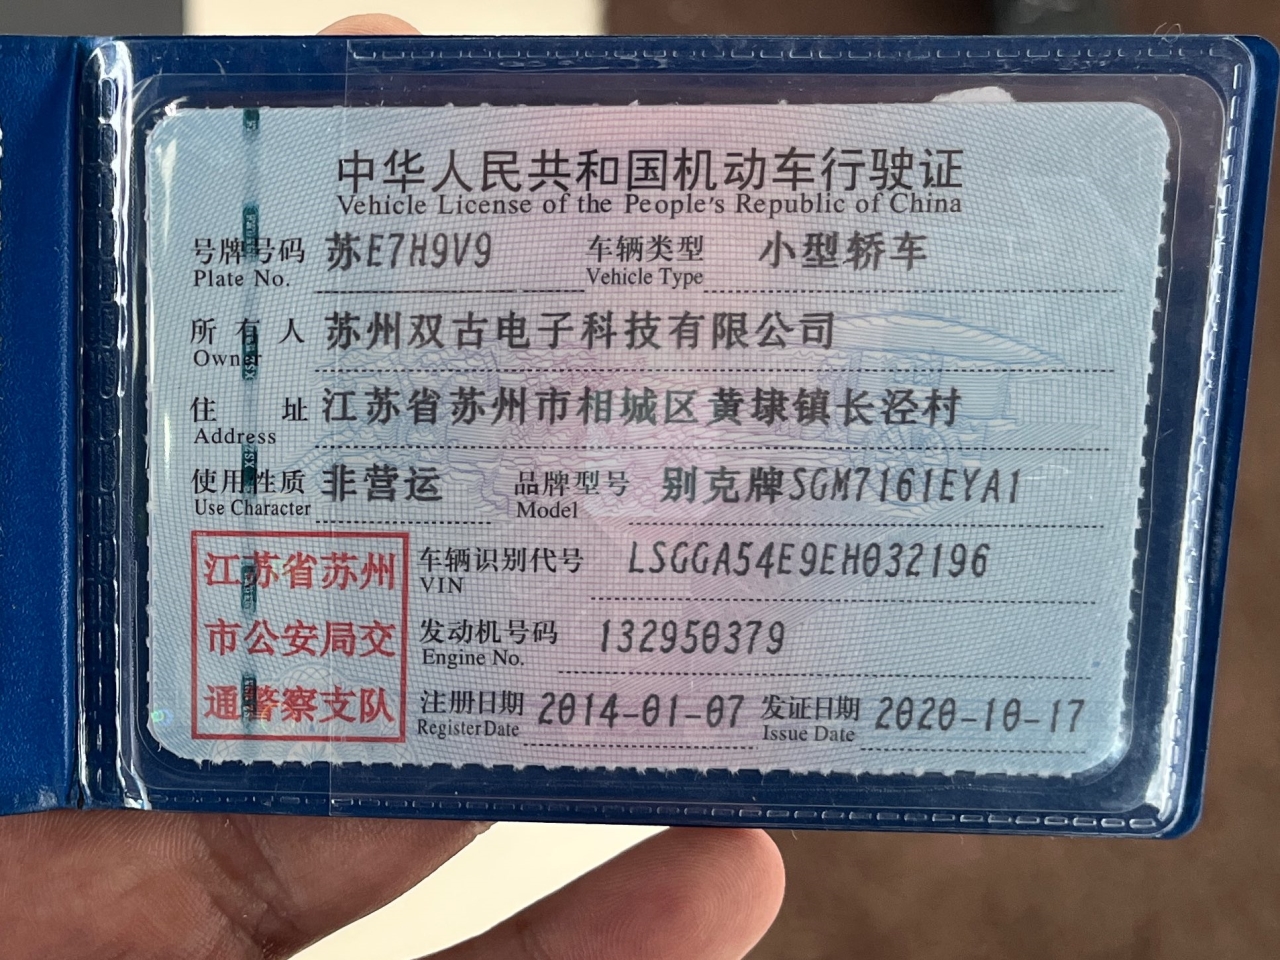 中华人民共和国机动车行驶证
Vehicle License of the People's Republic of China
号牌号码 苏E7H9V9 车辆类型 小型轿车
Plate No. Vehicle Type
所有人 苏州双古电子科技有限公司
Owner
住址 江苏省苏州市相城区黄埭镇长泾村
Address
使用性质 非营运 品牌型号 别克牌SGM7161EYA1
Use Character Model
江苏省苏州
市公安局交
通警察支队
车辆识别代号 LSGGA54E9EH032196
VIN
发动机号码 132950379
Engine No.
注册日期 2014-01-07 发证日期 2020-10-17
Register Date Issue Date